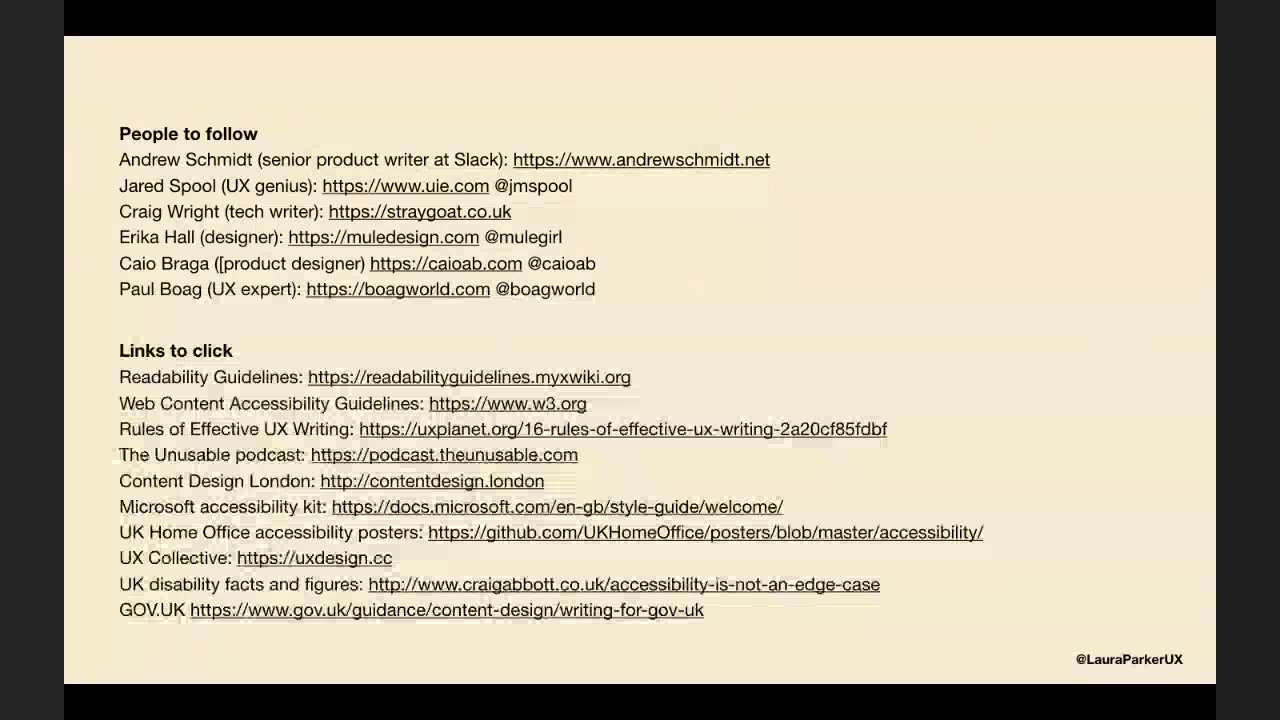 People to follow
Andrew Schmidt (senior product writer at Slack): https://www.andrewschmidt.net
Jared Spool (UX genius): https://www.uie.com @jmspool
Craig Wright (tech writer): https://straygoat.co.uk
Erika Hall (designer): https://muledesign.com @mulegirl
Caio Braga ([product designer) https://caioab.com @caioab
Paul Boag (UX expert): https://boagworld.com @boagworld
Links to click
Readability Guidelines: https://readabilityguidelines.myxwiki.org
Web Content Accessibility Guidelines: https://www.w3.org
Rules of Effective UX Writing: https://uxplanet.org/16-rules-of-effective-ux-writing-2a20cf85fdbf
The Unusable podcast: https://podcast.theunusable.com
Content Design London: http://contentdesign.london
Microsoft accessibility kit: https://docs.microsoft.com/en-gb/style-guide/welcome/
UK Home Office accessibility posters: https://github.com/UKHomeOffice/posters/blob/master/accessibility/
UX Collective: https://uxdesign.cc
UK disability facts and figures: http://www.craigabbott.co.uk/accessibility-is-not-an-edge-case
GOV.UK https://www.gov.uk/guidance/content-design/writing-for-gov-uk
@LauraParkerUX